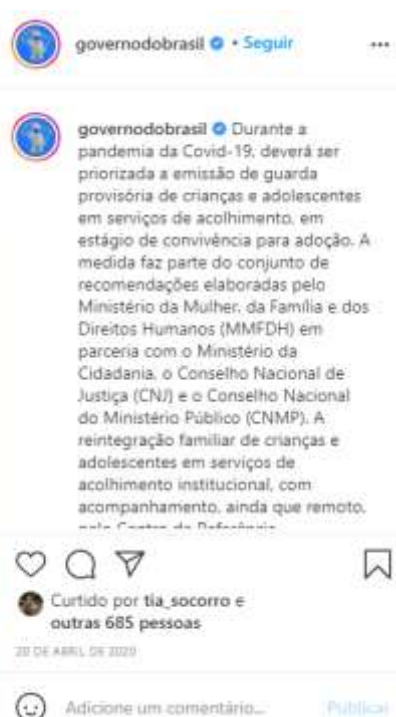 governodobrasil • Seguir
governodobrasil Durante a
pandemia da Covid-19, deverá ser
priorizada a emissão de guarda
provisória de crianças e adolescentes
em serviços de acolhimento, em
estágio de convivência para adoção. A
medida faz parte do conjunto de
recomendações elaboradas pelo
Ministério da Mulher, da Família e dos
Direitos Humanos (MMFDH) em
parceria com o Ministério da
Cidadania, o Conselho Nacional de
Justiça (CNJ) e o Conselho Nacional
do Ministério Público (CNMP). A
reintegração familiar de crianças e
adolescentes em serviços de
acolhimento institucional, com
acompanhamento, ainda que remoto,
pelo Centro de Referência
Curtido por tia_socorro e
outras 685 pessoas
20 DE ABRIL DE 2020
Adicione um comentário... Publicar